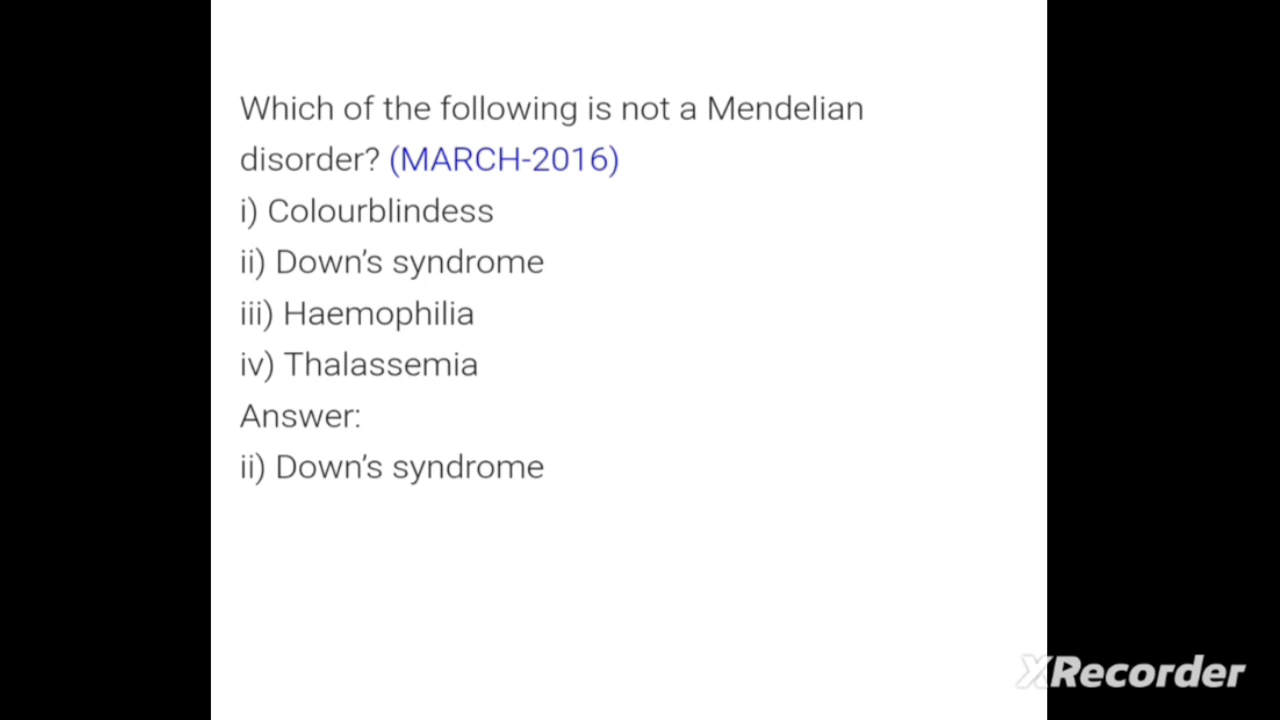 Which of the following is not a Mendelian
disorder? (MARCH-2016)
i) Colourblindess
ii) Down's syndrome
iii) Haemophilia
iv) Thalassemia
Answer:
ii) Down's syndrome
XRecorder